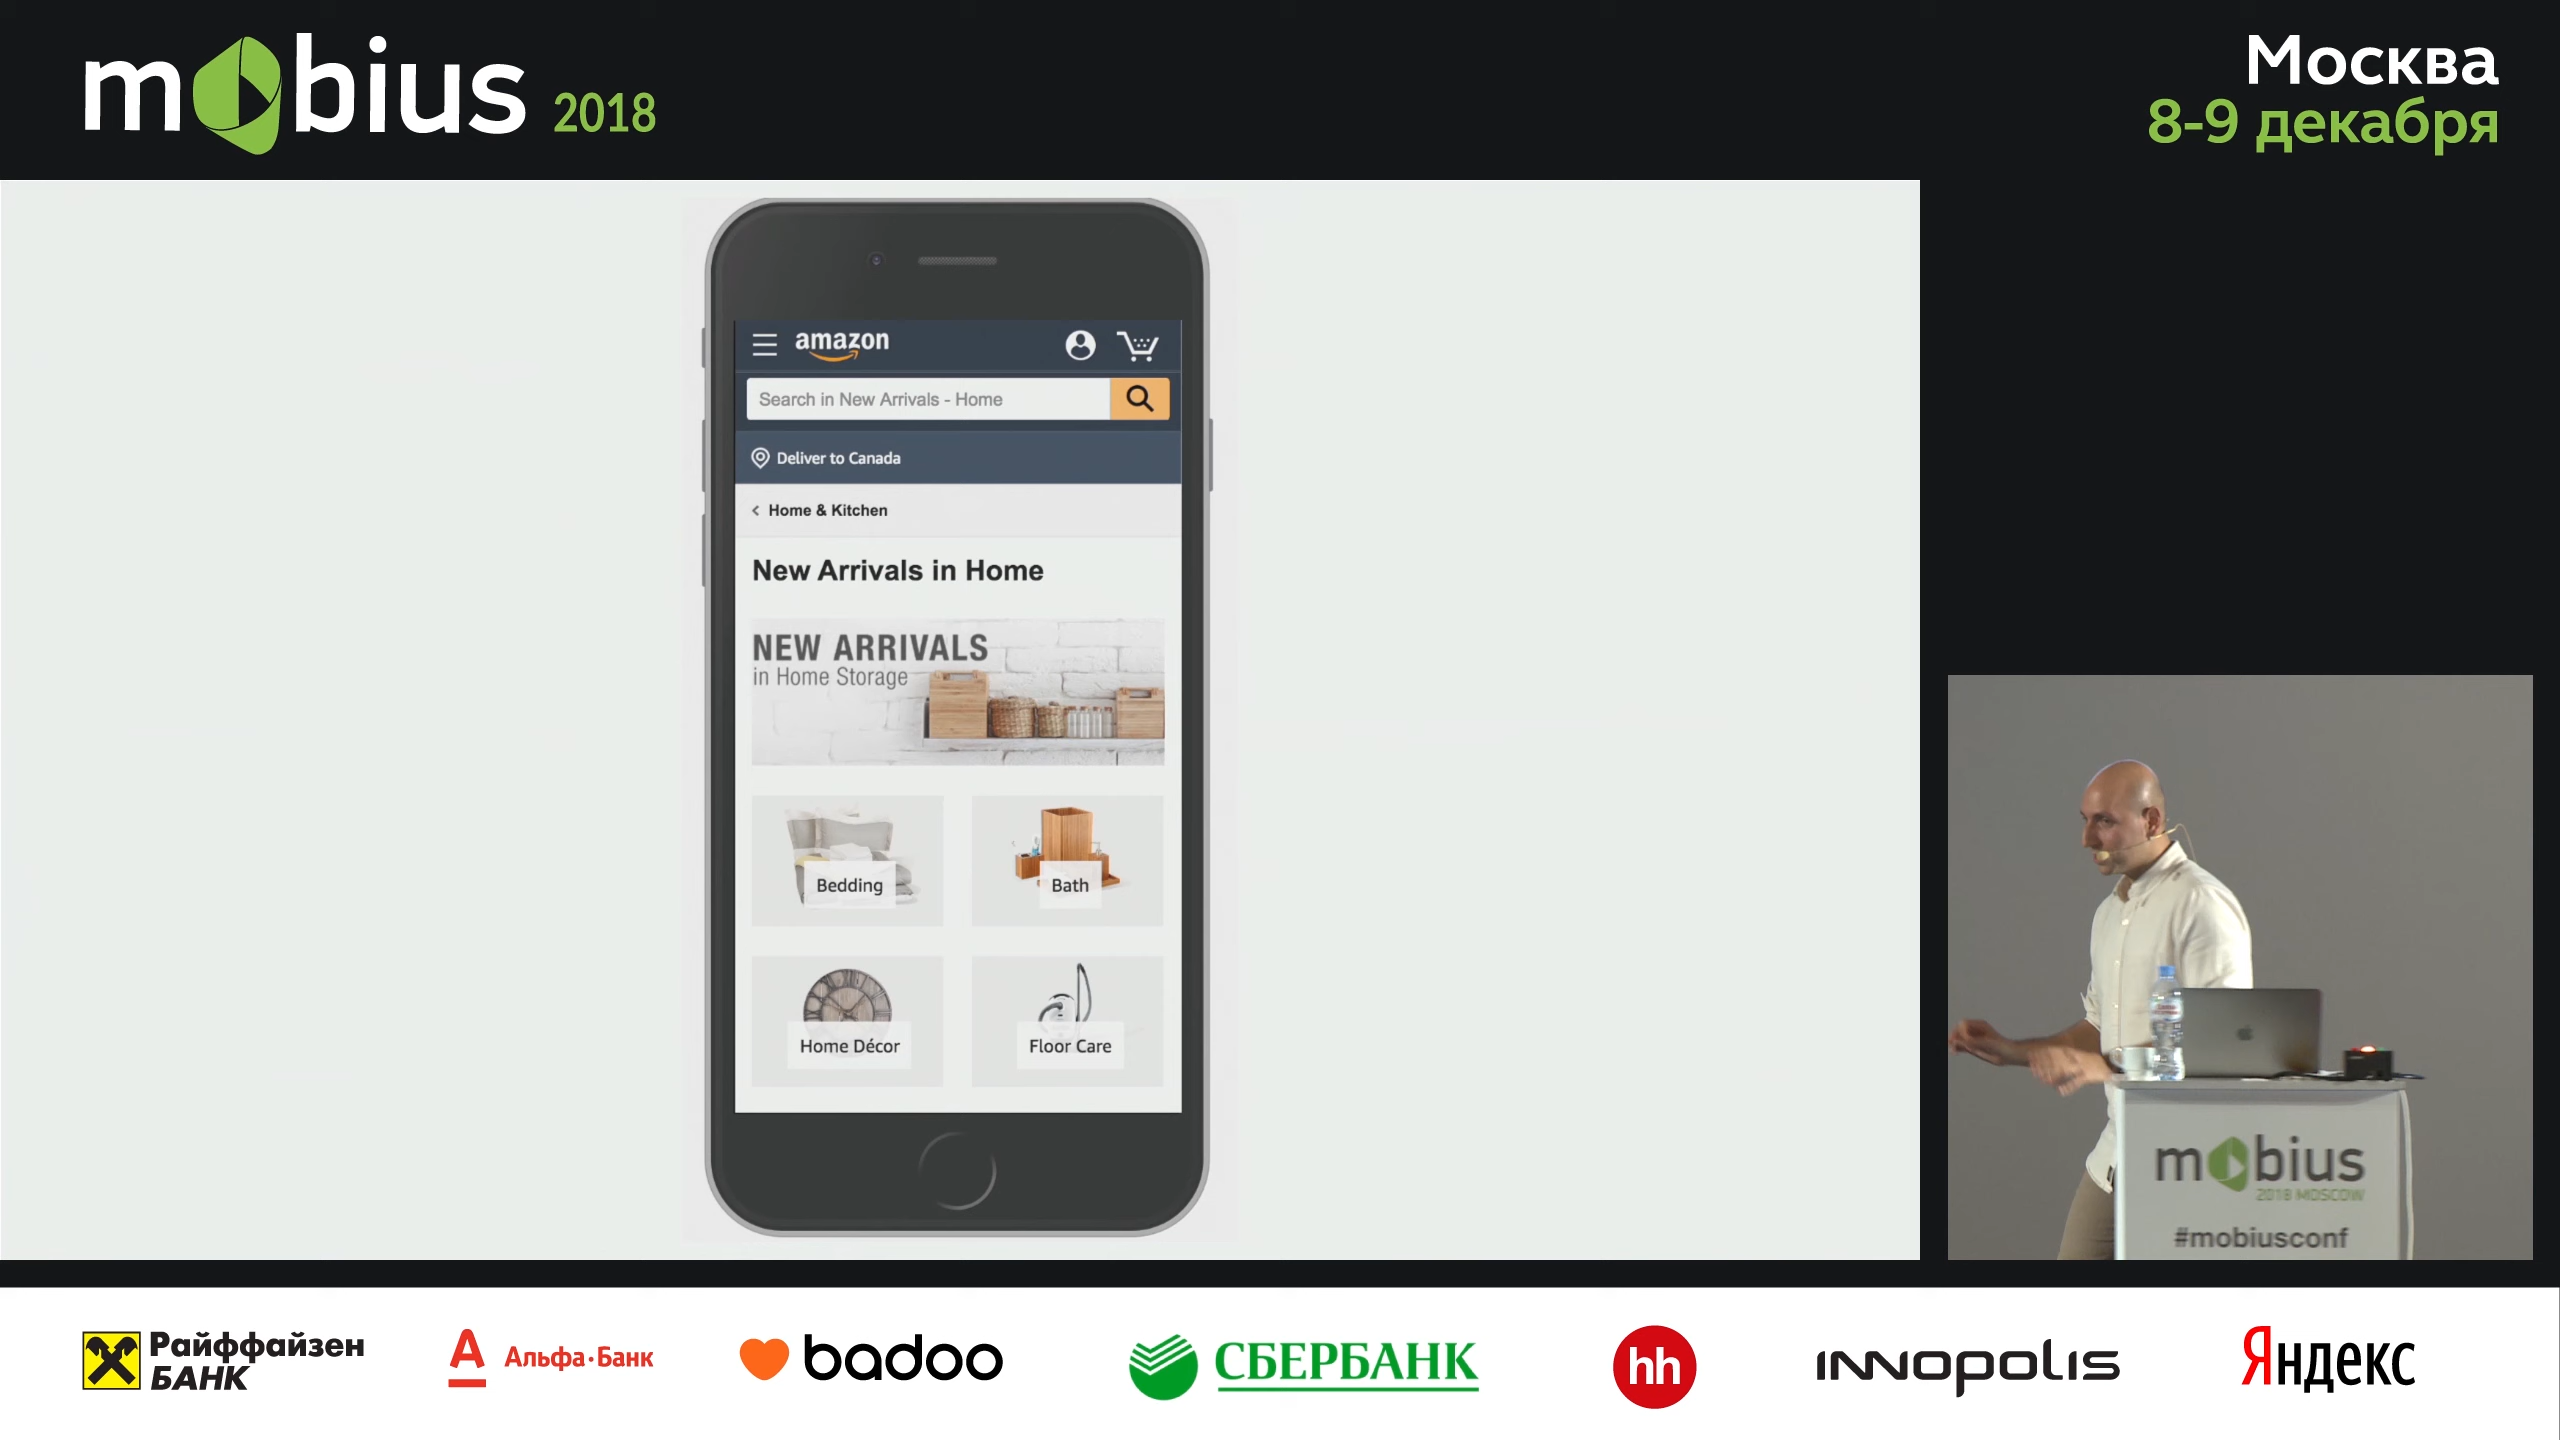 mobius 2018
Москва
8-9 декабря
amazon
Search in New Arrivals - Home
Deliver to Canada
< Home & Kitchen
New Arrivals in Home
NEW ARRIVALS
in Home Storage
Bedding
Bath
Home Décor
Floor Care
mobius
2018 MOSCOW
#mobiusconf
Райффайзен
БАНК
А
Альфа·Банк
badoo
СБЕРБАНК
hh
INNOPOLIS
Яндекс